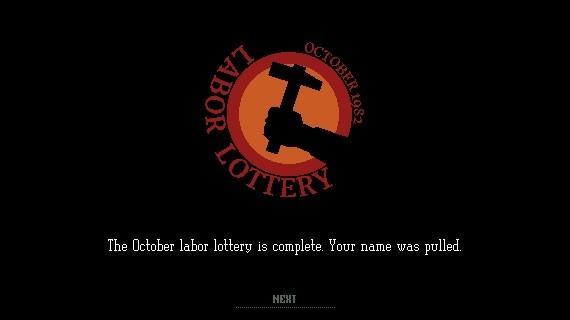 LABOR LOTTERY
OCTOBER 1982
The October labor lottery is complete. Your name was pulled.
NEXT